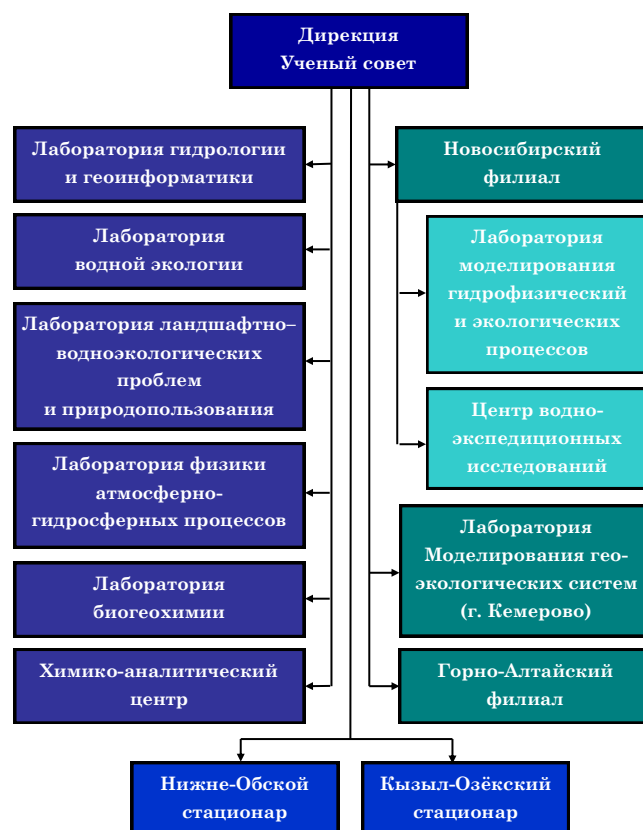 Дирекция
Ученый совет
Лаборатория гидрологии
и геоинформатики
Лаборатория
водной экологии
Лаборатория ландшафтно–
водноэкологических
проблем
и природопользования
Лаборатория физики
атмосферно-
гидросферных процессов
Лаборатория
биогеохимии
Химико-аналитический
центр
Новосибирский
филиал
Лаборатория
моделирования
гидрофизический
и экологических
процессов
Центр водно-
экспедиционных
исследований
Лаборатория
Моделирования гео-
экологических систем
(г. Кемерово)
Горно-Алтайский
филиал
Нижне-Обской
стационар
Кызыл-Озёкский
стационар